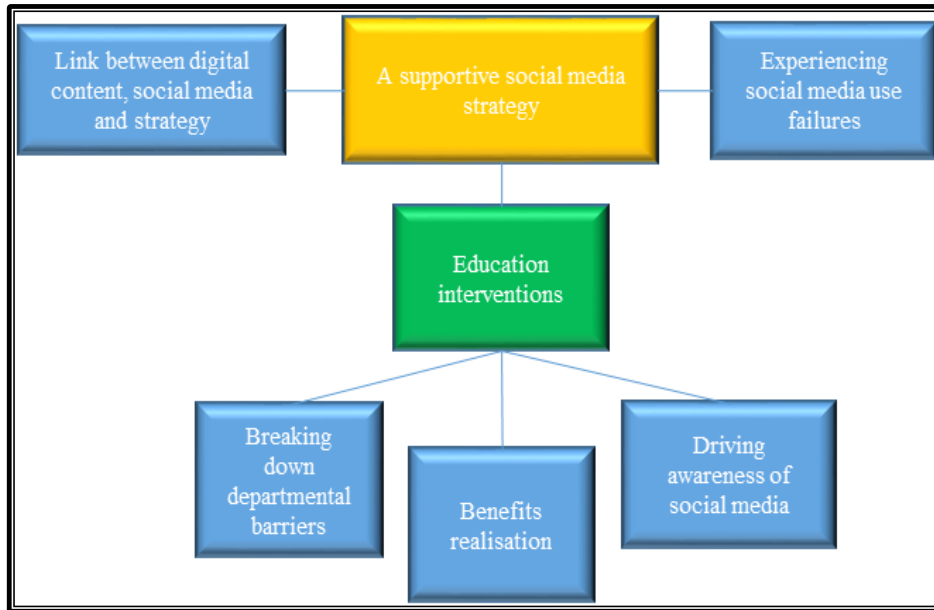 Link between digital
content, social media
and strategy
A supportive social media
strategy
Experiencing
social media use
failures
Education
interventions
Breaking
down
departmental
barriers
Benefits
realisation
Driving
awareness of
social media